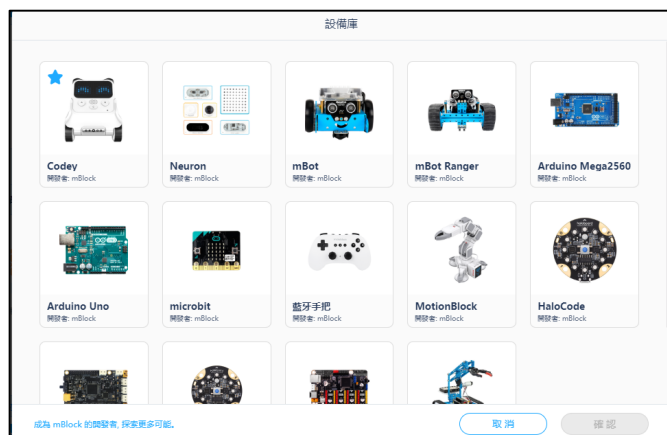 設備庫
Codey
開發者: mBlock
Neuron
開發者: mBlock
mBot
開發者: mBlock
mBot Ranger
開發者: mBlock
Arduino Mega2560
開發者: mBlock
Arduino Uno
開發者: mBlock
microbit
開發者: mBlock
藍牙手把
開發者: mBlock
MotionBlock
開發者: mBlock
HaloCode
開發者: mBlock
成為 mBlock 的開發者, 探索更多可能。
取消
確認